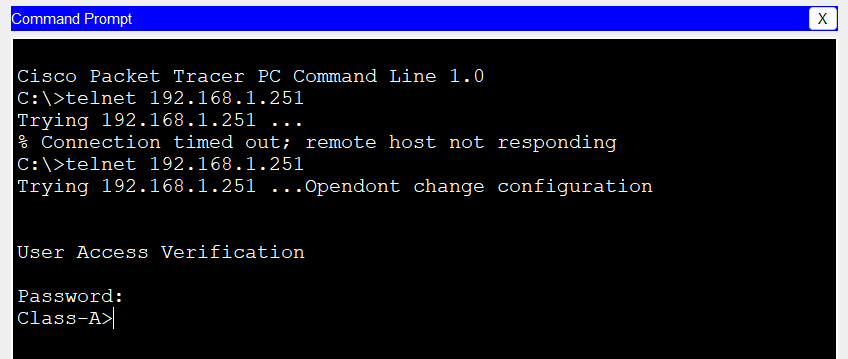 Command Prompt X
Cisco Packet Tracer PC Command Line 1.0
C:\>telnet 192.168.1.251
Trying 192.168.1.251 ...
% Connection timed out; remote host not responding
C:\>telnet 192.168.1.251
Trying 192.168.1.251 ...Opendont change configuration
User Access Verification
Password:
Class-A>